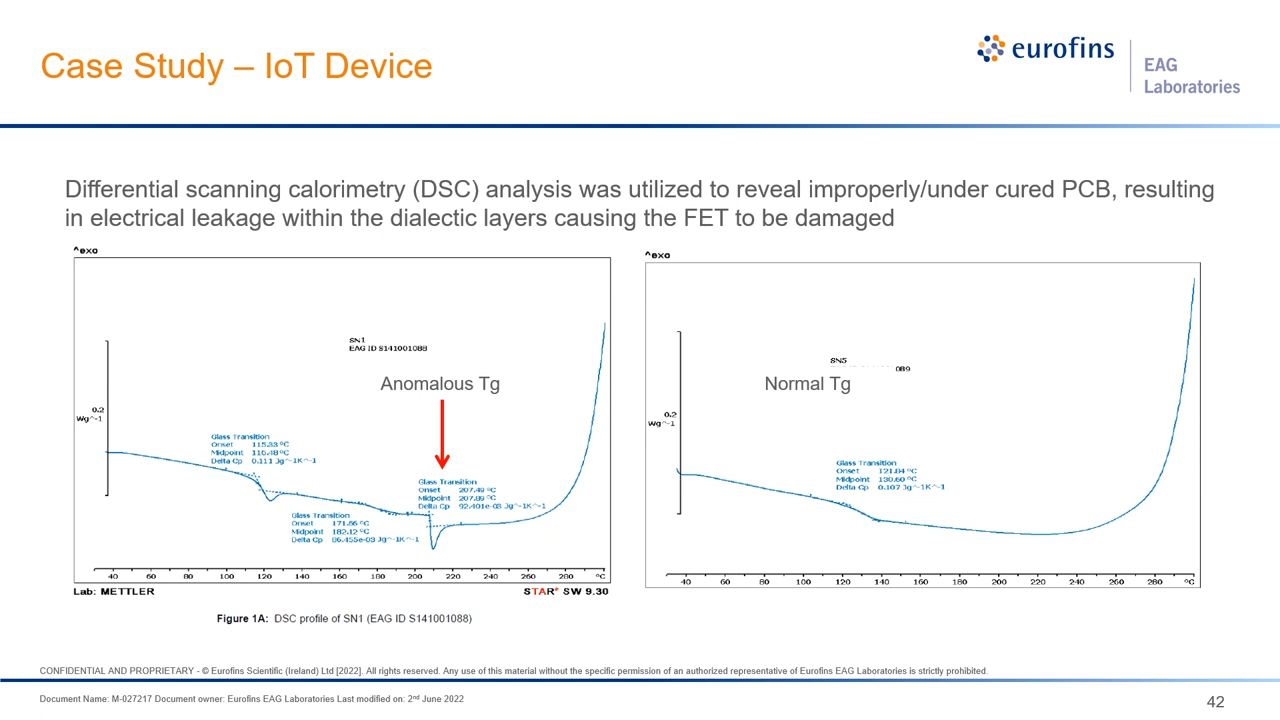 Case Study – IoT Device
eurofins
EAG
Laboratories
Differential scanning calorimetry (DSC) analysis was utilized to reveal improperly/under cured PCB, resulting
in electrical leakage within the dialectic layers causing the FET to be damaged
^exo
SN1
EAG ID S141001088
Anomalous Tg
0.2
Wg^-1
Glass Transition
Onset 115.33 ºC
Midpoint 116.48 ºC
Delta Cp 0.111 Jg^-1K^-1
Glass Transition
Onset 207.49 ºC
Midpoint 207.89 ºC
Delta Cp 92.401e-03 Jg^-1K^-1
Glass Transition
Onset 171.66 ºC
Midpoint 182.12 ºC
Delta Cp 86.455e-03 Jg^-1K^-1
40 60 80 100 120 140 160 180 200 220 240 260 280 ºC
Lab: METTLER STARe SW 9.30
Figure 1A: DSC profile of SN1 (EAG ID S141001088)
^exo
SN5
089
Normal Tg
0.2
Wg^-1
Glass Transition
Onset 121.84 ºC
Midpoint 130.60 ºC
Delta Cp 0.107 Jg^-1K^-1
40 60 80 100 120 140 160 180 200 220 240 260 280 ºC
CONFIDENTIAL AND PROPRIETARY - © Eurofins Scientific (Ireland) Ltd [2022]. All rights reserved. Any use of this material without the specific permission of an authorized representative of Eurofins EAG Laboratories is strictly prohibited.
Document Name: M-027217 Document owner: Eurofins EAG Laboratories Last modified on: 2nd June 2022
42